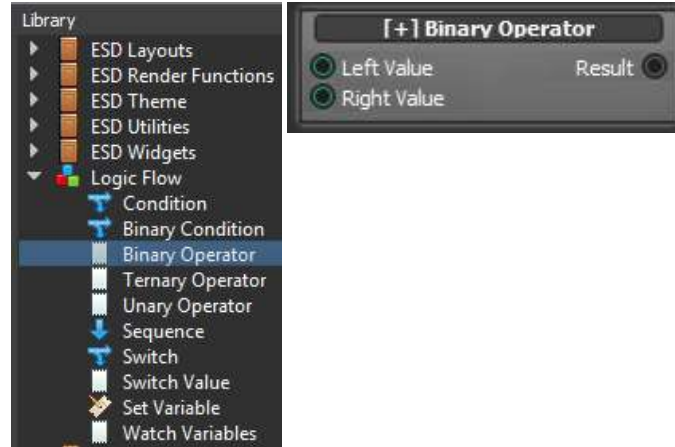 Library
ESD Layouts
ESD Render Functions
ESD Theme
ESD Utilities
ESD Widgets
Logic Flow
Condition
Binary Condition
Binary Operator
Ternary Operator
Unary Operator
Sequence
Switch
Switch Value
Set Variable
Watch Variables
[+] Binary Operator
Left Value Result
Right Value